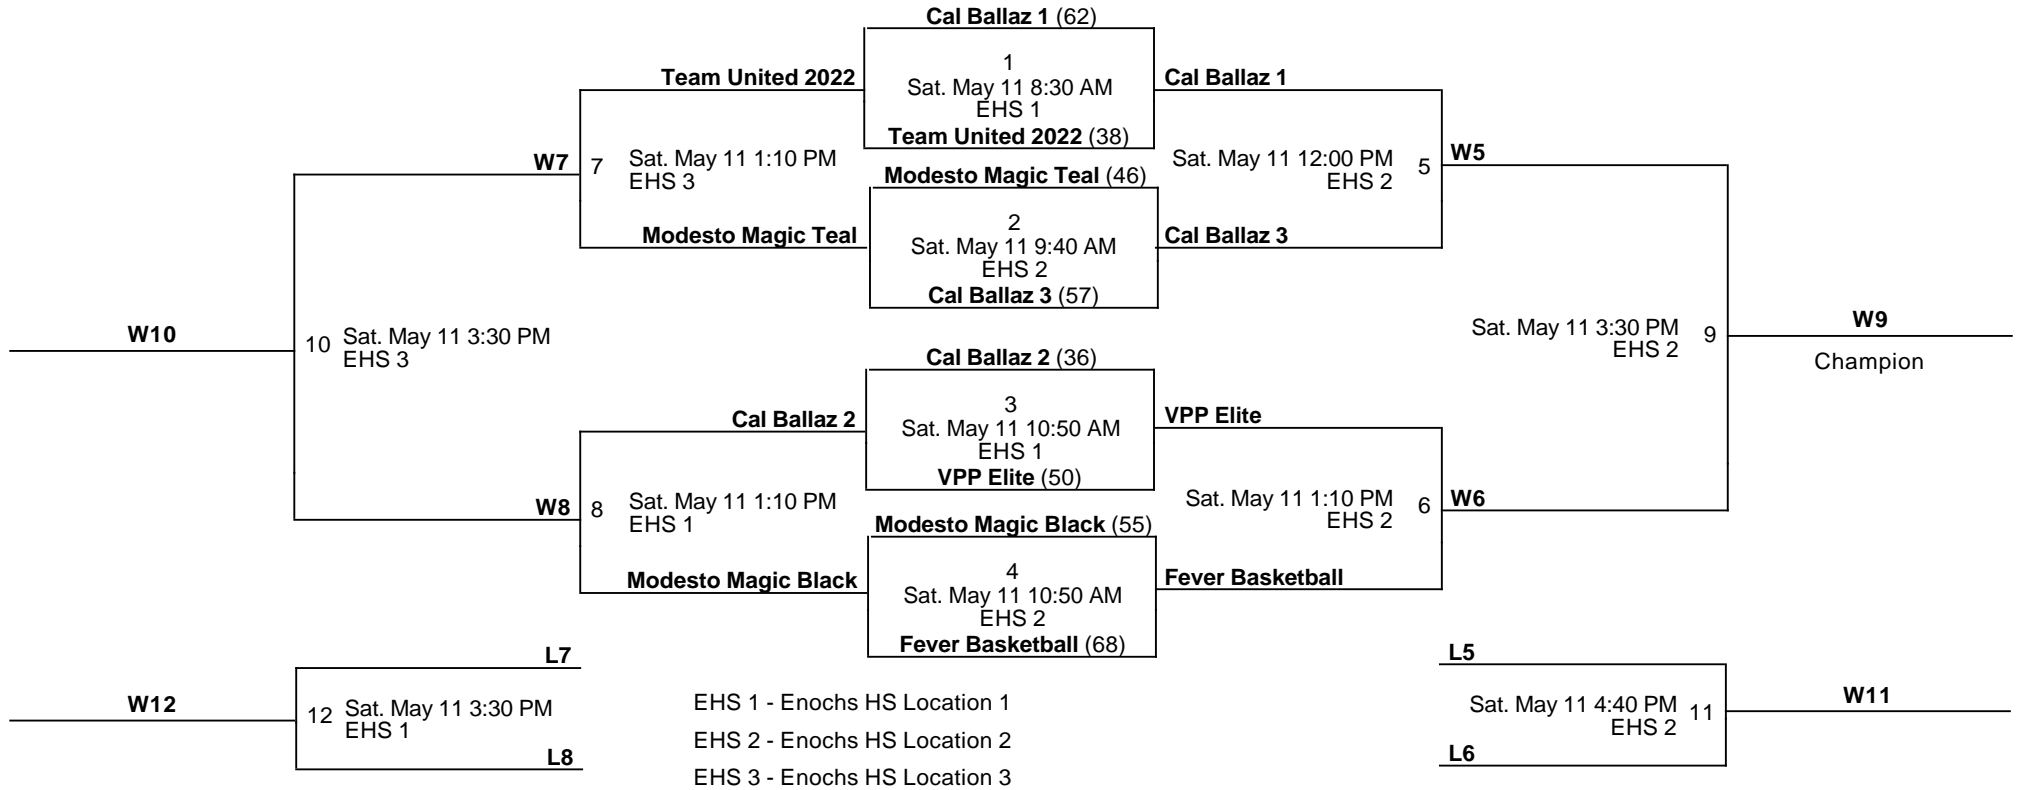 Cal Ballaz 1 (62)
1
Sat. May 11 8:30 AM
EHS 1
Team United 2022 (38)
Team United 2022
Cal Ballaz 1
W7
7
Sat. May 11 1:10 PM
EHS 3
Sat. May 11 12:00 PM
EHS 2
5
W5
Modesto Magic Teal (46)
2
Sat. May 11 9:40 AM
EHS 2
Cal Ballaz 3 (57)
Modesto Magic Teal
Cal Ballaz 3
W10
10
Sat. May 11 3:30 PM
EHS 3
Sat. May 11 3:30 PM
EHS 2
9
W9
Champion
Cal Ballaz 2 (36)
3
Sat. May 11 10:50 AM
EHS 1
VPP Elite (50)
Cal Ballaz 2
VPP Elite
W8
8
Sat. May 11 1:10 PM
EHS 1
Sat. May 11 1:10 PM
EHS 2
6
W6
Modesto Magic Black (55)
4
Sat. May 11 10:50 AM
EHS 2
Fever Basketball (68)
Modesto Magic Black
Fever Basketball
L7
W12
12
Sat. May 11 3:30 PM
EHS 1
L8
EHS 1 - Enochs HS Location 1
EHS 2 - Enochs HS Location 2
EHS 3 - Enochs HS Location 3
L5
Sat. May 11 4:40 PM
EHS 2
11
W11
L6